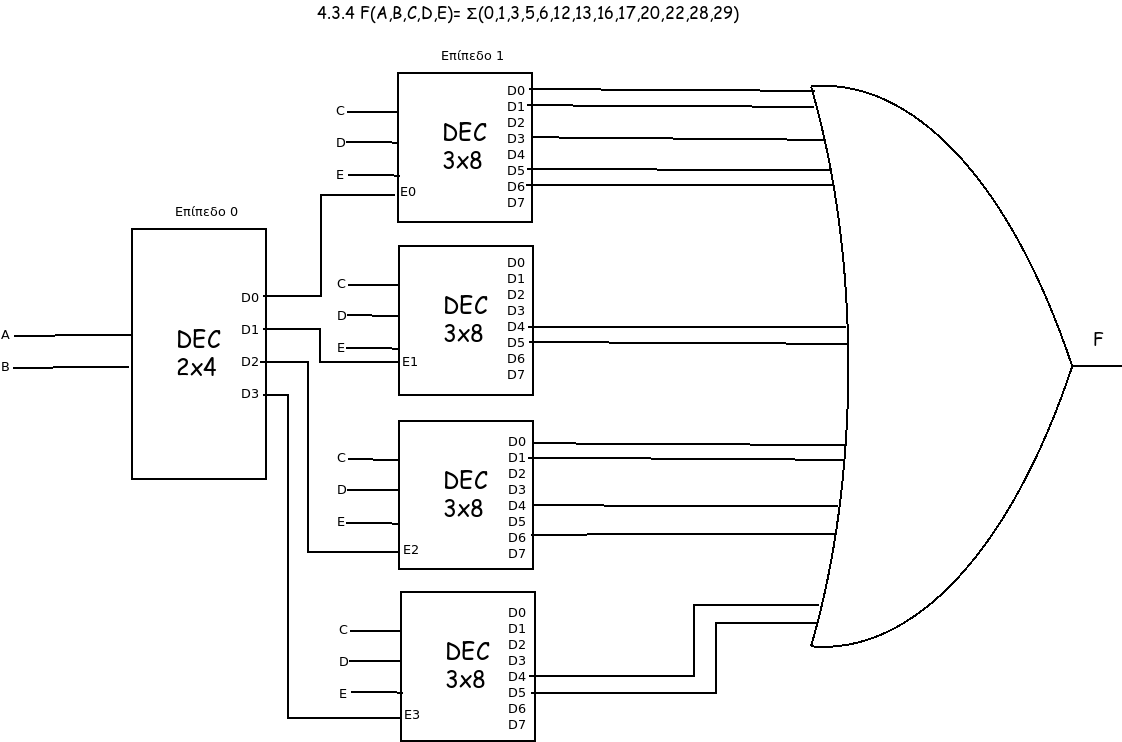 4.3.4 F(A,B,C,D,E)= Σ(0,1,3,5,6,12,13,16,17,20,22,28,29)
Επίπεδο 1
C
D
E
E0
DEC
3x8
D0
D1
D2
D3
D4
D5
D6
D7
Επίπεδο 0
A
B
DEC
2x4
D0
D1
D2
D3
C
D
E
E1
DEC
3x8
D0
D1
D2
D3
D4
D5
D6
D7
F
C
D
E
E2
DEC
3x8
D0
D1
D2
D3
D4
D5
D6
D7
C
D
E
E3
DEC
3x8
D0
D1
D2
D3
D4
D5
D6
D7